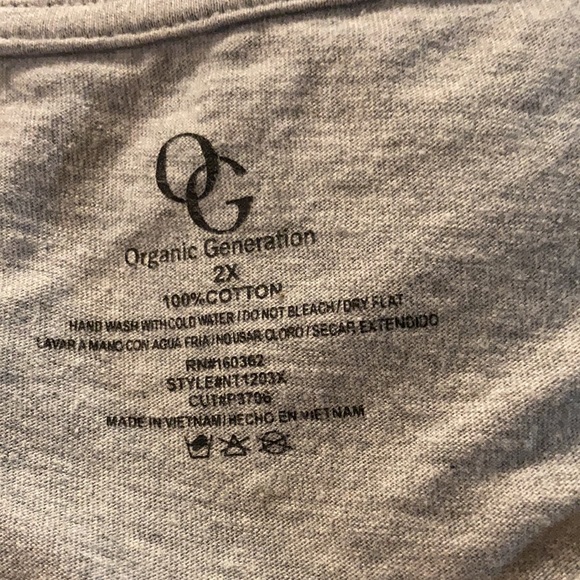 OG
Organic Generation
2X
100%COTTON
HAND WASH WITH COLD WATER / DO NOT BLEACH / DRY FLAT
LAVAR A MANO CON AGUA FRIA / NO USAR CLORO / SECAR EXTENDIDO
RN#160362
STYLE#NT1203X
CUT#P3706
MADE IN VIETNAM / HECHO EN VIETNAM